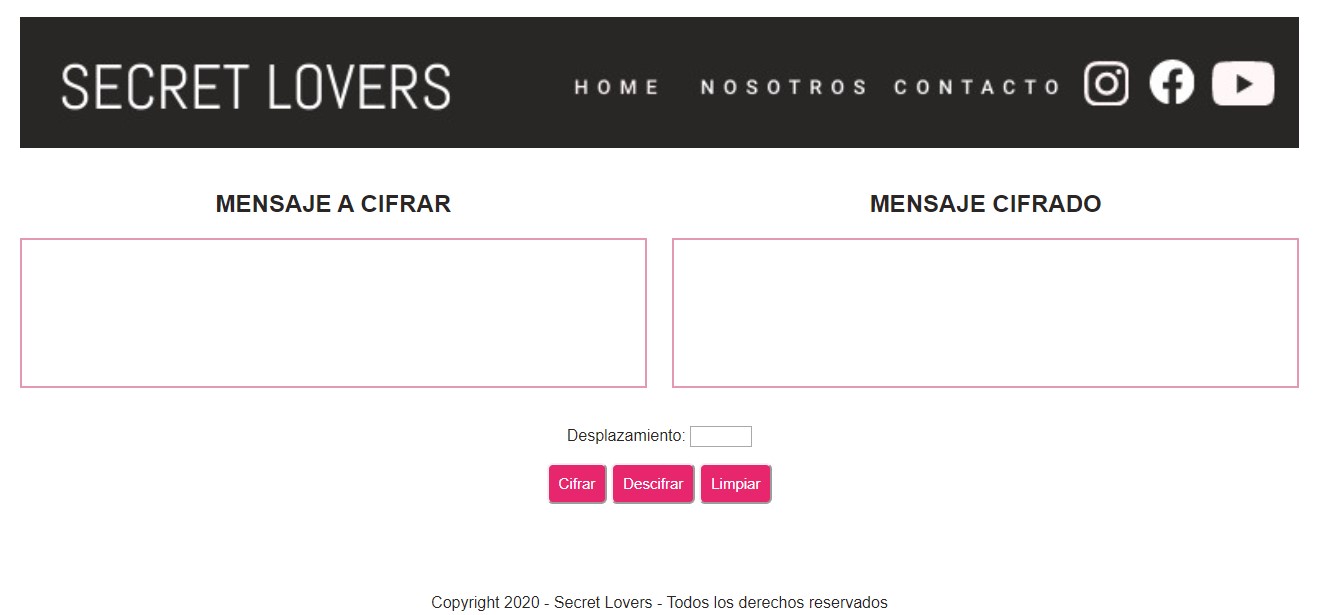 SECRET LOVERS HOME NOSOTROS CONTACTO
MENSAJE A CIFRAR MENSAJE CIFRADO
Desplazamiento:
Cifrar Descifrar Limpiar
Copyright 2020 - Secret Lovers - Todos los derechos reservados